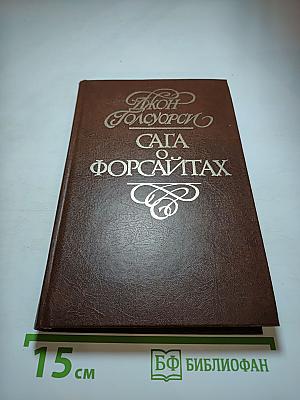 Джон
Голсуорси
САГА
О
ФОРСАЙТАХ
15 см
БФ БИБЛИОФАН